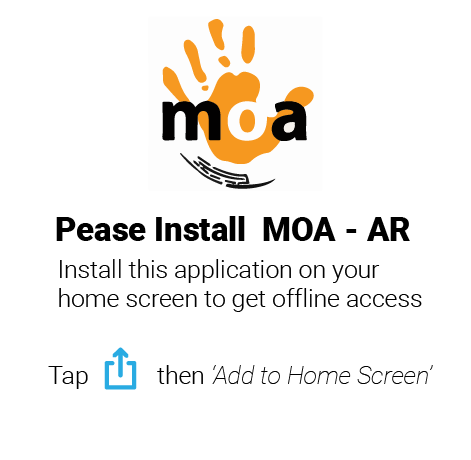 moa
Pease Install MOA - AR
Install this application on your
home screen to get offline access
Tap then ‘Add to Home Screen’